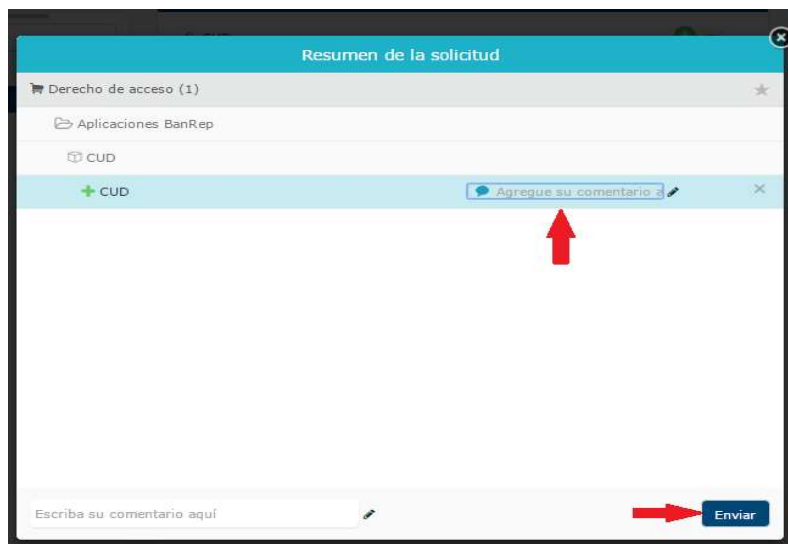 Resumen de la solicitud
Derecho de acceso (1)
Aplicaciones BanRep
CUD
CUD
Agregue su comentario a
Escriba su comentario aquí
Enviar